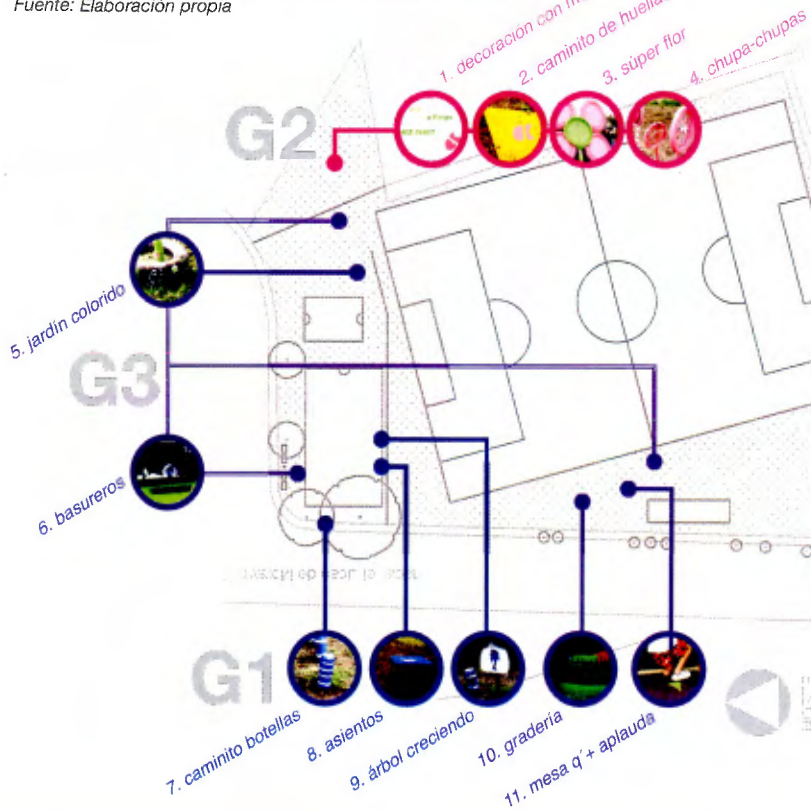 Fuente: Elaboración propia
1. decoración con
2. caminito de
3. súper flor
4. chupa-chupas
G2
5. jardín colorido
G3
6. basureros
G1
7. caminito botellas
8. asientos
9. árbol creciendo
10. gradería
11. mesa q´+ aplauda